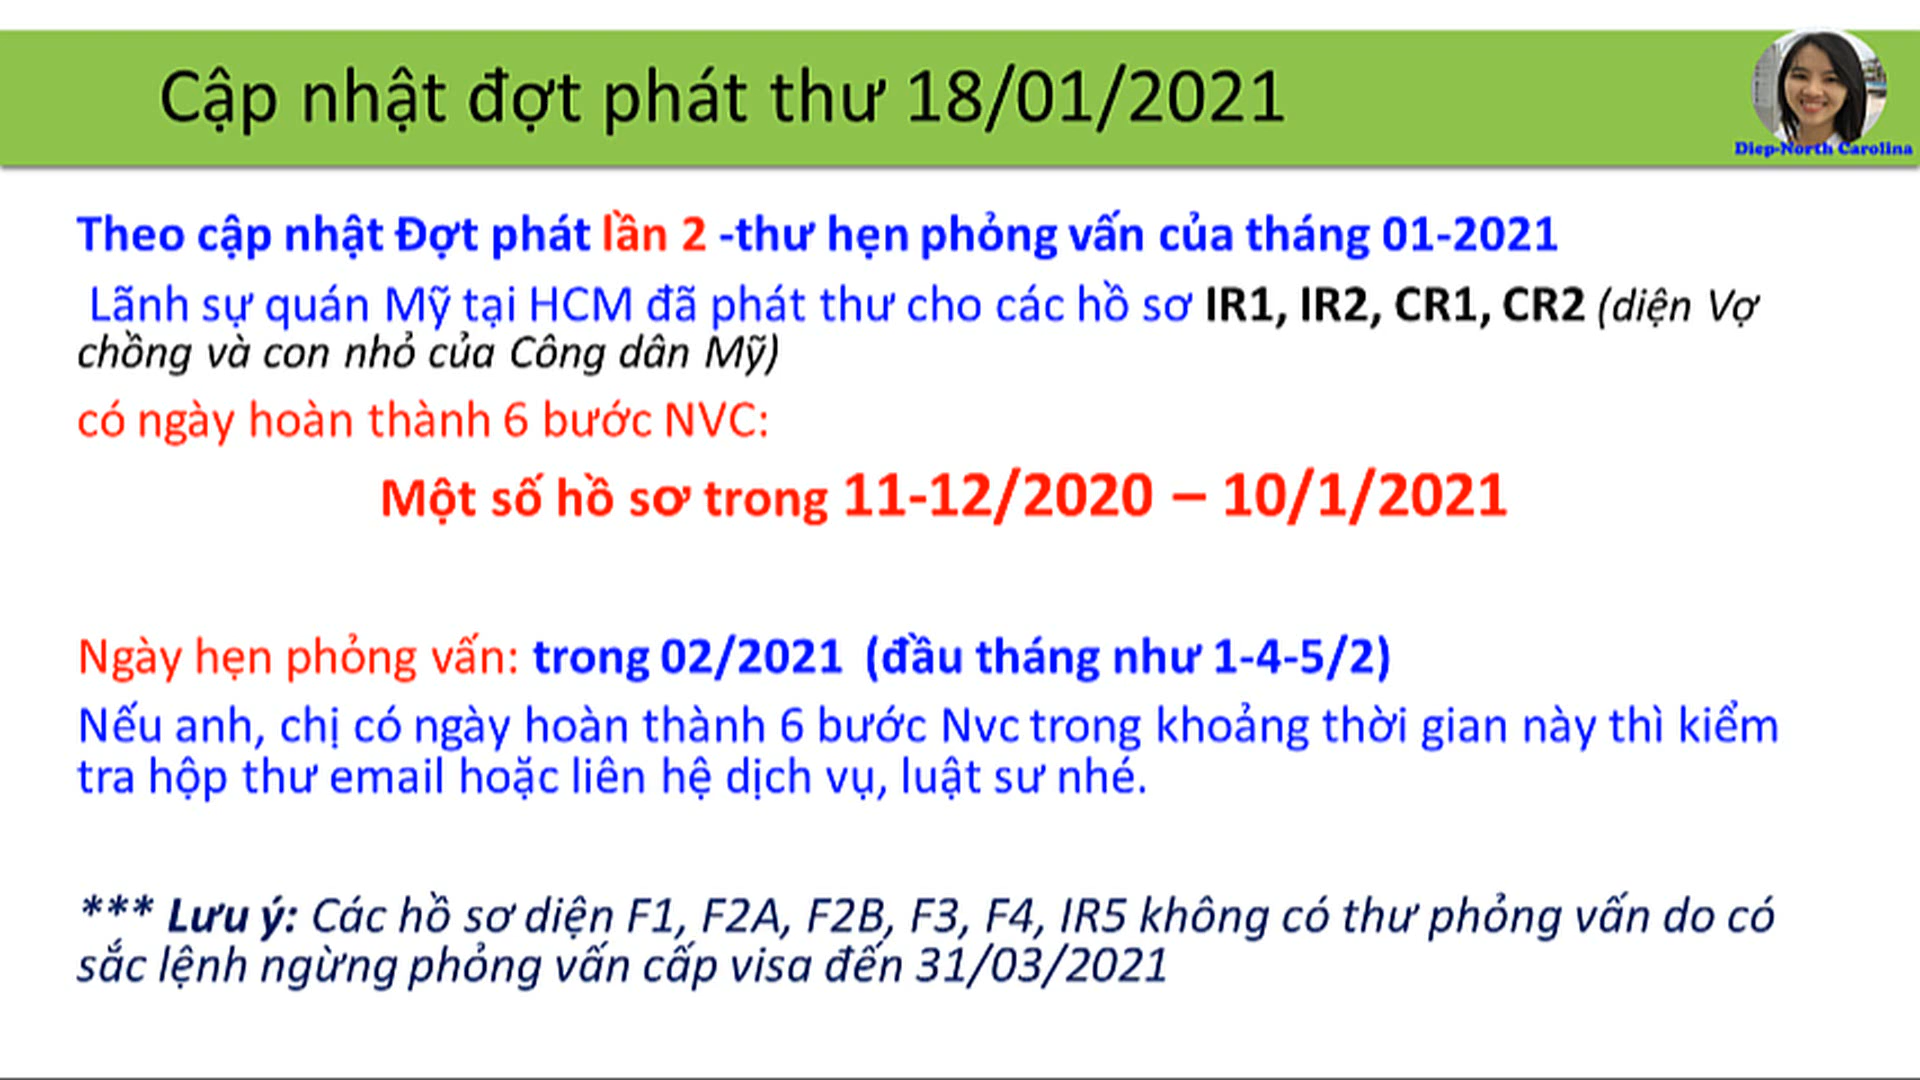 Cập nhật đợt phát thư 18/01/2021
Diep-North Carolina
Theo cập nhật Đợt phát lần 2 -thư hẹn phỏng vấn của tháng 01-2021
Lãnh sự quán Mỹ tại HCM đã phát thư cho các hồ sơ IR1, IR2, CR1, CR2 (diện Vợ
chồng và con nhỏ của Công dân Mỹ)
có ngày hoàn thành 6 bước NVC:
Một số hồ sơ trong 11-12/2020 – 10/1/2021
Ngày hẹn phỏng vấn: trong 02/2021 (đầu tháng như 1-4-5/2)
Nếu anh, chị có ngày hoàn thành 6 bước Nvc trong khoảng thời gian này thì kiểm
tra hộp thư email hoặc liên hệ dịch vụ, luật sư nhé.
*** Lưu ý: Các hồ sơ diện F1, F2A, F2B, F3, F4, IR5 không có thư phỏng vấn do có
sắc lệnh ngừng phỏng vấn cấp visa đến 31/03/2021